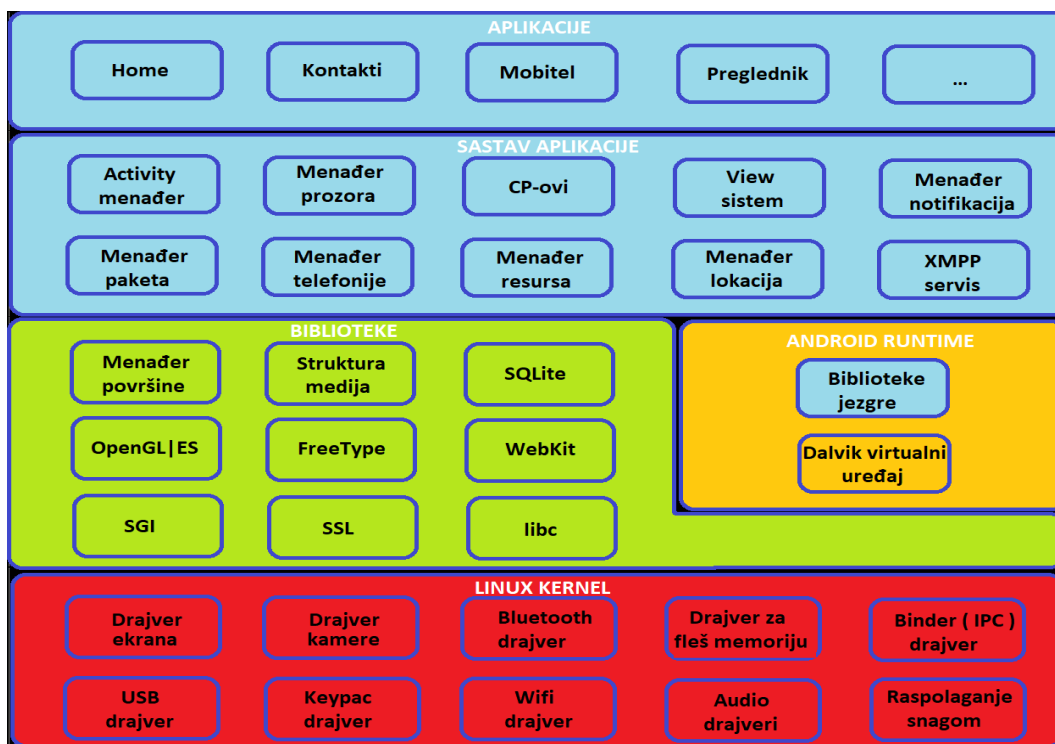 APLIKACIJE
Home
Kontakti
Mobitel
Preglednik
...
SASTAV APLIKACIJE
Activity
menađer
Menađer
prozora
CP-ovi
View
sistem
Menađer
notifikacija
Menađer
paketa
Menađer
telefonije
Menađer
resursa
Menađer
lokacija
XMPP
servis
BIBLIOTEKE
Menađer
površine
Struktura
medija
SQLite
OpenGL|ES
FreeType
WebKit
SGI
SSL
libc
ANDROID RUNTIME
Biblioteke
jezgre
Dalvik virtualni
uređaj
LINUX KERNEL
Drajver
ekrana
Drajver
kamere
Bluetooth
drajver
Drajver za
fleš memoriju
Binder ( IPC )
drajver
USB
drajver
Keypac
drajver
Wifi
drajver
Audio
drajveri
Raspolaganje
snagom